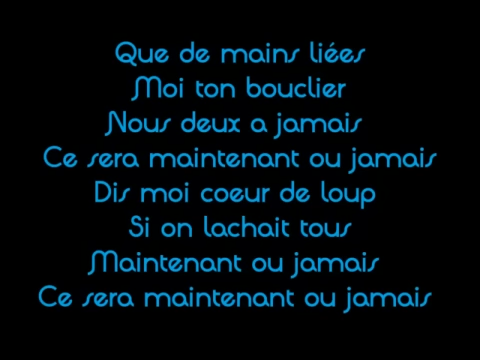 Que de mains liées
Moi ton bouclier
Nous deux a jamais
Ce sera maintenant ou jamais
Dis moi coeur de loup
Si on lachait tous
Maintenant ou jamais
Ce sera maintenant ou jamais